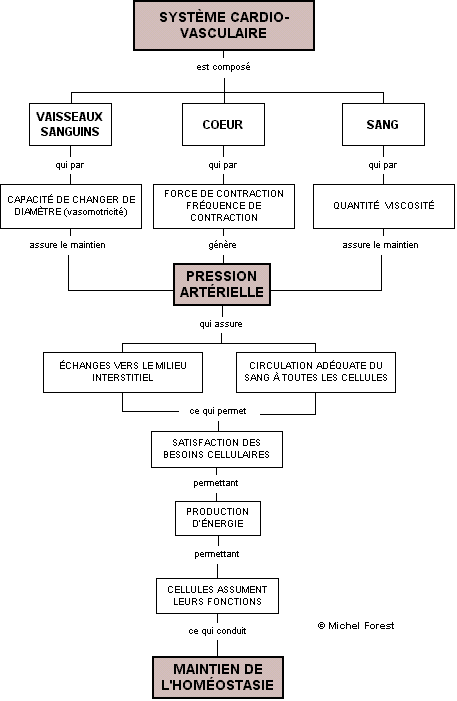 SYSTÈME CARDIO-
VASCULAIRE
est composé
VAISSEAUX
SANGUINS
COEUR
SANG
qui par
qui par
qui par
CAPACITÉ DE CHANGER DE
DIAMÈTRE (vasomotricité)
FORCE DE CONTRACTION
FRÉQUENCE DE
CONTRACTION
QUANTITÉ VISCOSITÉ
assure le maintien
génère
assure le maintien
PRESSION
ARTÉRIELLE
qui assure
ÉCHANGES VERS LE MILIEU
INTERSTITIEL
CIRCULATION ADÉQUATE DU
SANG À TOUTES LES CELLULES
ce qui permet
SATISFACTION DES
BESOINS CELLULAIRES
permettant
PRODUCTION
D'ÉNERGIE
permettant
CELLULES ASSUMENT
LEURS FONCTIONS
ce qui conduit
© Michel Forest
MAINTIEN DE
L'HOMÉOSTASIE